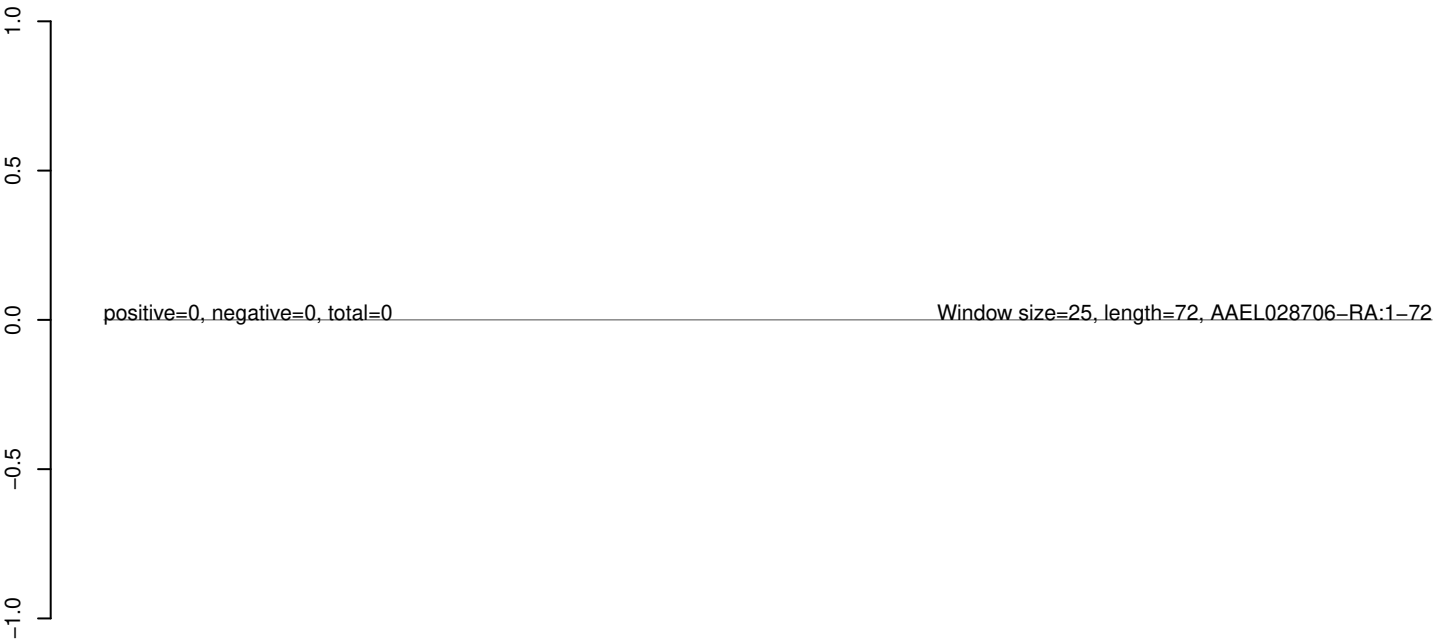 1.0
0.5
positive=0, negative=0, total=0
Window size=25, length=72, AAEL028706−RA:1−72
0.0
−0.5
−1.0